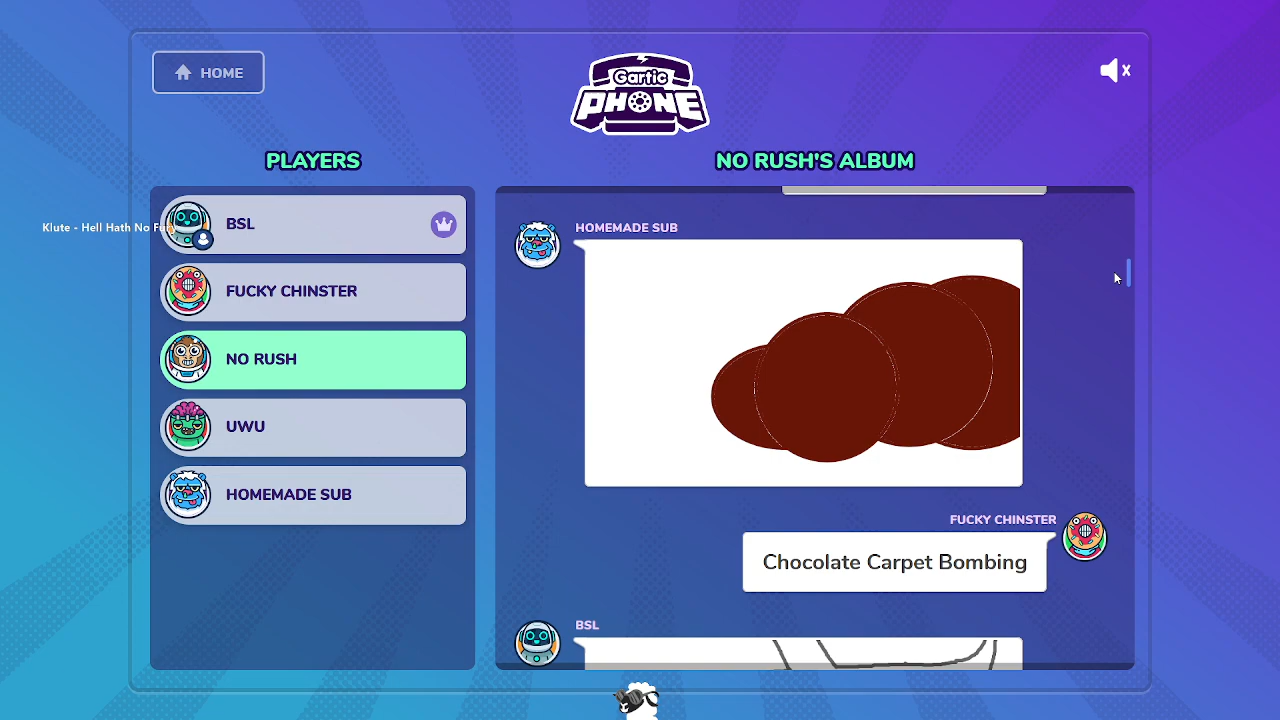 HOME
Gartic
PHONE
x
PLAYERS
NO RUSH'S ALBUM
Klute - Hell Hath No
BSL
FUCKY CHINSTER
NO RUSH
UWU
HOMEMADE SUB
HOMEMADE SUB
FUCKY CHINSTER
Chocolate Carpet Bombing
BSL